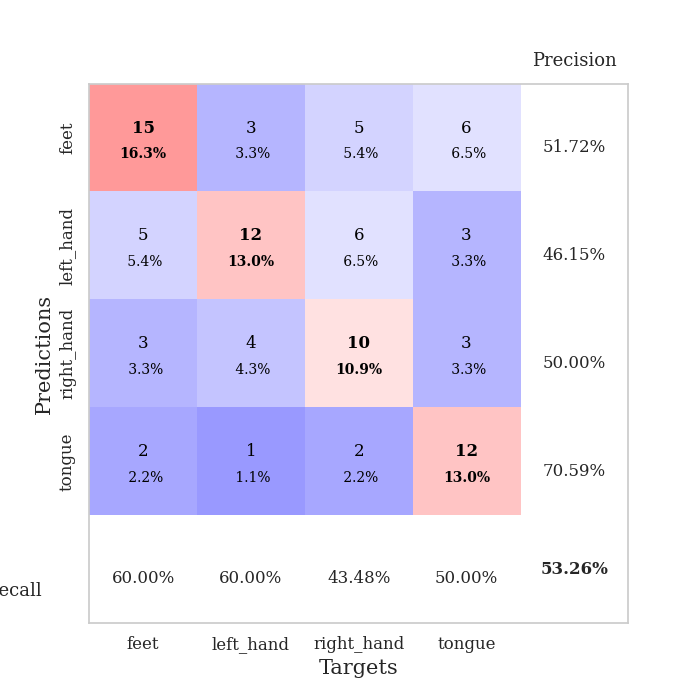 Precision
feet
15 3 5 6
16.3% 3.3% 5.4% 6.5%
51.72%
left_hand
5 12 6 3
5.4% 13.0% 6.5% 3.3%
46.15%
Predictions
right_hand
3 4 10 3
3.3% 4.3% 10.9% 3.3%
50.00%
tongue
2 1 2 12
2.2% 1.1% 2.2% 13.0%
70.59%
ecall
60.00% 60.00% 43.48% 50.00%
53.26%
feet left_hand right_hand tongue
Targets